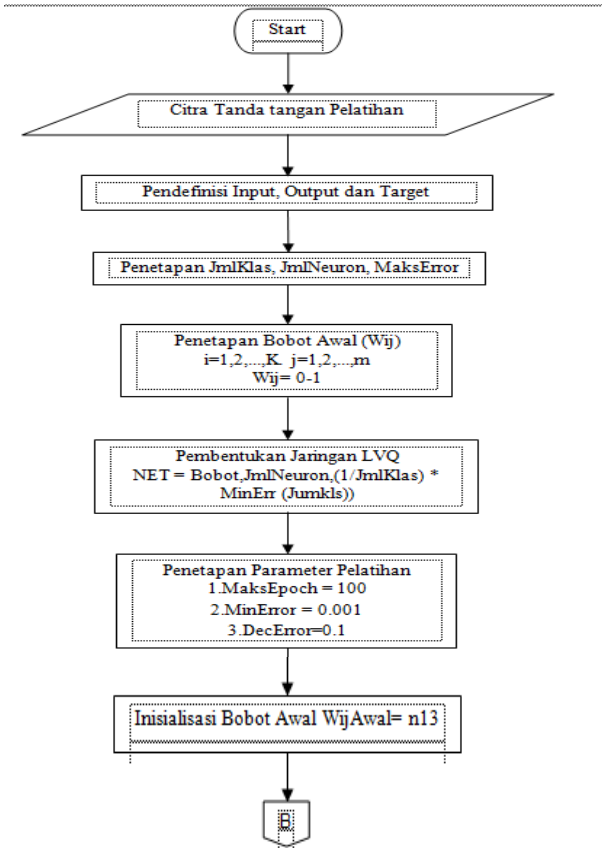 Start
Citra Tanda tangan Pelatihan
Pendefinisi Input, Output dan Target
Penetapan JmlKlas, JmlNeuron, MaksError
Penetapan Bobot Awal (Wij)
i=1,2,...,K. j=1,2,...,m
Wij= 0-1
Pembentukan Jaringan LVQ
NET = Bobot,JmlNeuron,(1/JmlKlas) *
MinErr (Jumkls))
Penetapan Parameter Pelatihan
1.MaksEpoch = 100
2.MinError = 0.001
3.DecError=0.1
Inisialisasi Bobot Awal WijAwal= n13
B